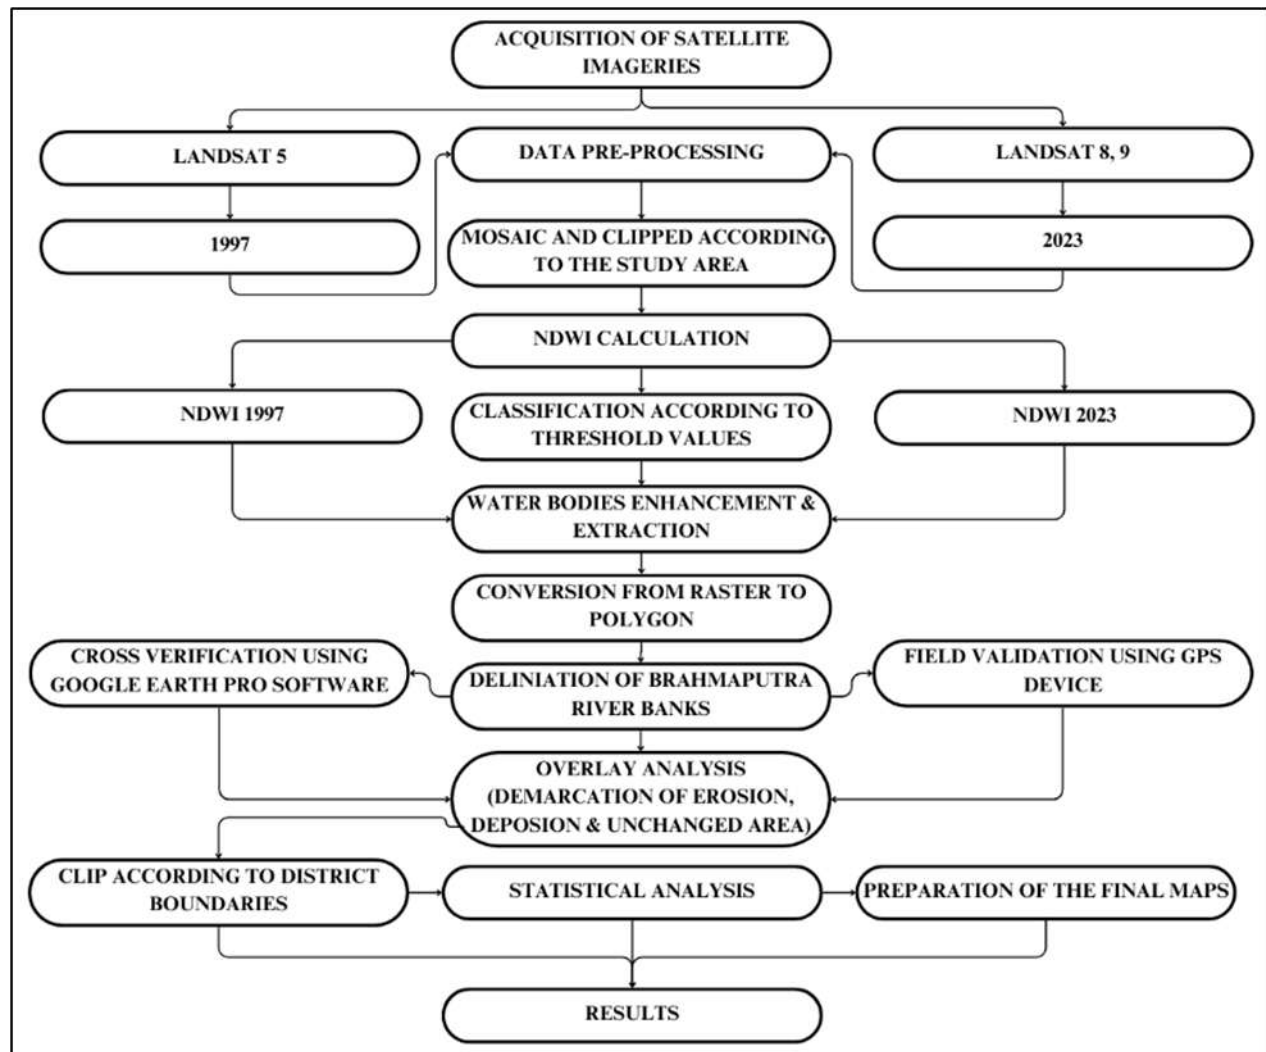 ACQUISITION OF SATELLITE
IMAGERIES
LANDSAT 5
DATA PRE-PROCESSING
LANDSAT 8, 9
1997
MOSAIC AND CLIPPED ACCORDING
TO THE STUDY AREA
2023
NDWI CALCULATION
NDWI 1997
CLASSIFICATION ACCORDING TO
THRESHOLD VALUES
NDWI 2023
WATER BODIES ENHANCEMENT &
EXTRACTION
CONVERSION FROM RASTER TO
POLYGON
CROSS VERIFICATION USING
GOOGLE EARTH PRO SOFTWARE
DELINIATION OF BRAHMAPUTRA
RIVER BANKS
FIELD VALIDATION USING GPS
DEVICE
OVERLAY ANALYSIS
(DEMARCATION OF EROSION,
DEPOSION & UNCHANGED AREA)
CLIP ACCORDING TO DISTRICT
BOUNDARIES
STATISTICAL ANALYSIS
PREPARATION OF THE FINAL MAPS
RESULTS